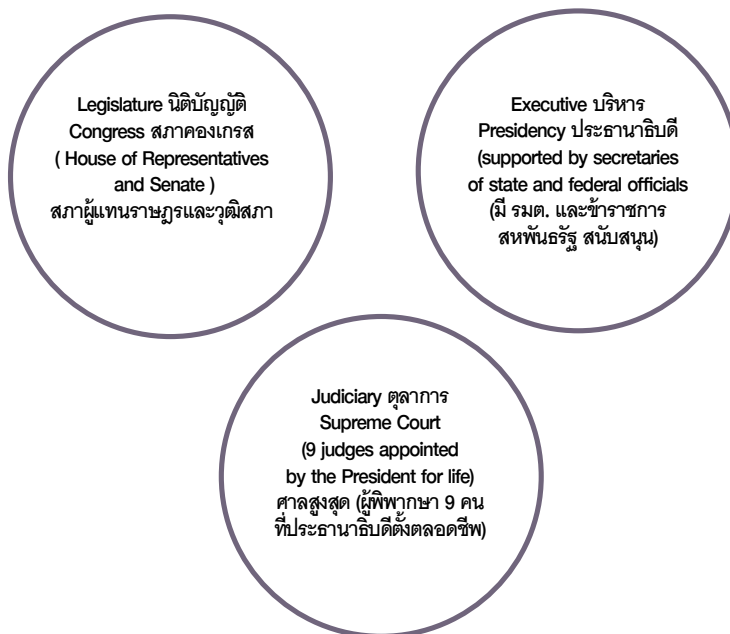 Legislature นิติบัญญัติ
Congress สภาคองเกรส
( House of Representatives
and Senate )
สภาผู้แทนราษฎรและวุฒิสภา
Executive บริหาร
Presidency ประธานาธิบดี
(supported by secretaries
of state and federal officials
(มี รมต. และข้าราชการ
สหพันธรัฐ สนับสนุน)
Judiciary ตุลาการ
Supreme Court
(9 judges appointed
by the President for life)
ศาลสูงสุด (ผู้พิพากษา 9 คน
ที่ประธานาธิบดีตั้งตลอดชีพ)